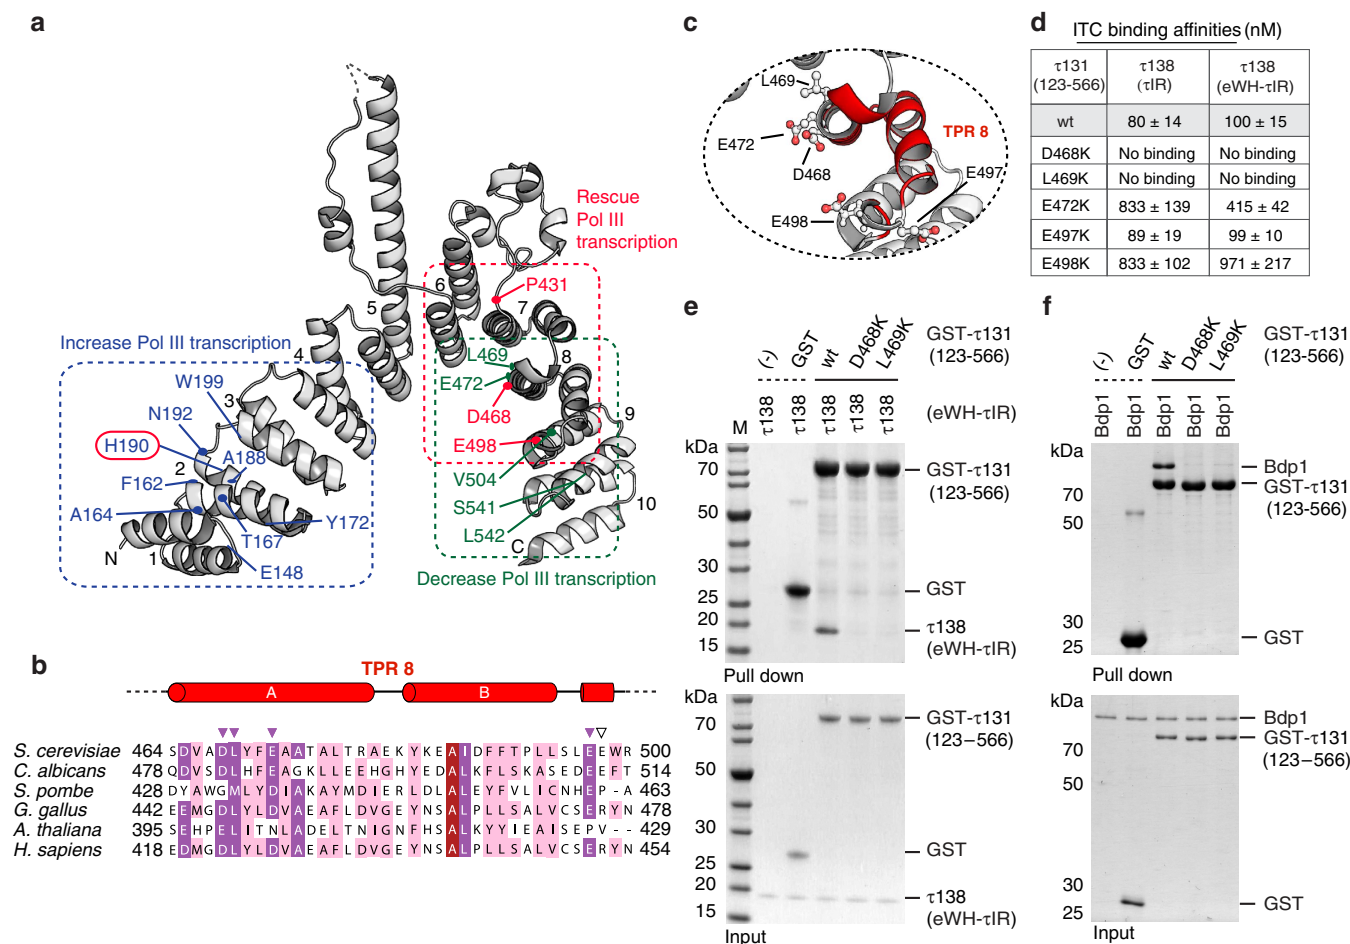 a
Rescue
Pol III
transcription
P431
5
6
7
8
9
10
L469
E472
D468
E498
V504
S541
L542
C
Decrease Pol III transcription
Increase Pol III transcription
4
W199
3
N192
H190
A188
2
F162
A164
Y172
T167
N
1
E148
b
TPR 8
A
B
S. cerevisiae 464 SDVADLYFEAATALTRAEKYKEAIDFFTPLLSLEEWR 500
C. albicans 478 QDVSDLHFEAGKLLEEHGHYEDALKFLSKASEDEEFT 514
S. pombe 428 DYAWGMLYDIAKAYMDIERLDLALEYFVLICNHEP-A 463
G. gallus 442 EEMGDLYLDVAEAFLDVGEYNSALPLLSALVCSERYN 478
A. thaliana 395 SEHPELITNLADELTNIGNFHSALKYYIEAISEPV-- 429
H. sapiens 418 EDMGDLYLDVAEAFLDVGEYNSALPLLSALVCSERYN 454
c
L469
E472
D468
TPR 8
E497
E498
d
ITC binding affinities (nM)
τ131 (123-566) τ138 (τIR) τ138 (eWH-τIR)
wt 80 ± 14 100 ± 15
D468K No binding No binding
L469K No binding No binding
E472K 833 ± 139 415 ± 42
E497K 89 ± 19 99 ± 10
E498K 833 ± 102 971 ± 217
e
(-) GST wt D468K L469K GST-τ131
(123-566)
M τ138 τ138 τ138 τ138 τ138 (eWH-τIR)
kDa
70
50
30
25
20
15
GST-τ131
(123-566)
GST
τ138
(eWH-τIR)
Pull down
kDa
70
50
30
25
20
15
GST-τ131
(123–566)
GST
τ138
(eWH-τIR)
Input
f
(-) GST wt D468K L469K GST-τ131
(123-566)
Bdp1 Bdp1 Bdp1 Bdp1 Bdp1
kDa
70
50
30
25
Bdp1
GST-τ131
(123-566)
GST
Pull down
kDa
70
50
30
25
Bdp1
GST-τ131
(123–566)
GST
Input